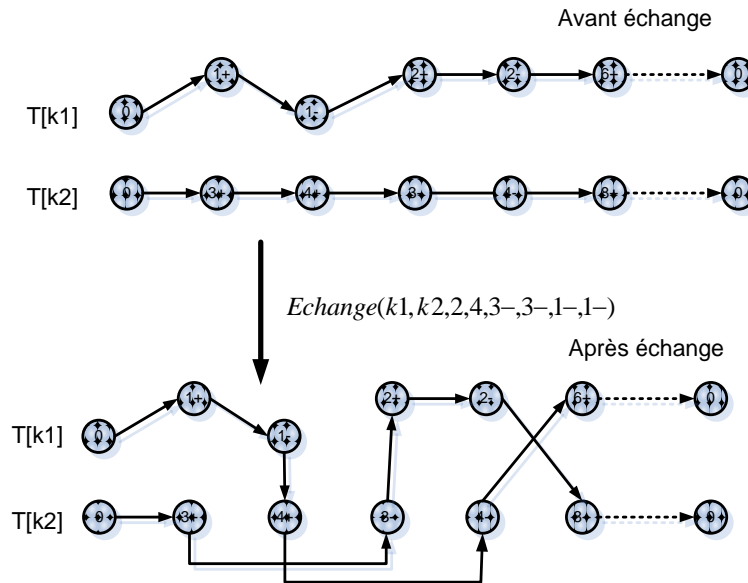 Avant échange
1+ 2+ 2- 6+ 0
T[k1] 0 1-
T[k2] 0 3+ 4+ 3- 4- 8+ 0
Echange(k1,k2,2,4,3–,3–,1–,1–)
Après échange
1+ 2+ 2- 6+ 0
T[k1] 0 1-
T[k2] 0 3+ 4+ 3- 4- 8+ 0